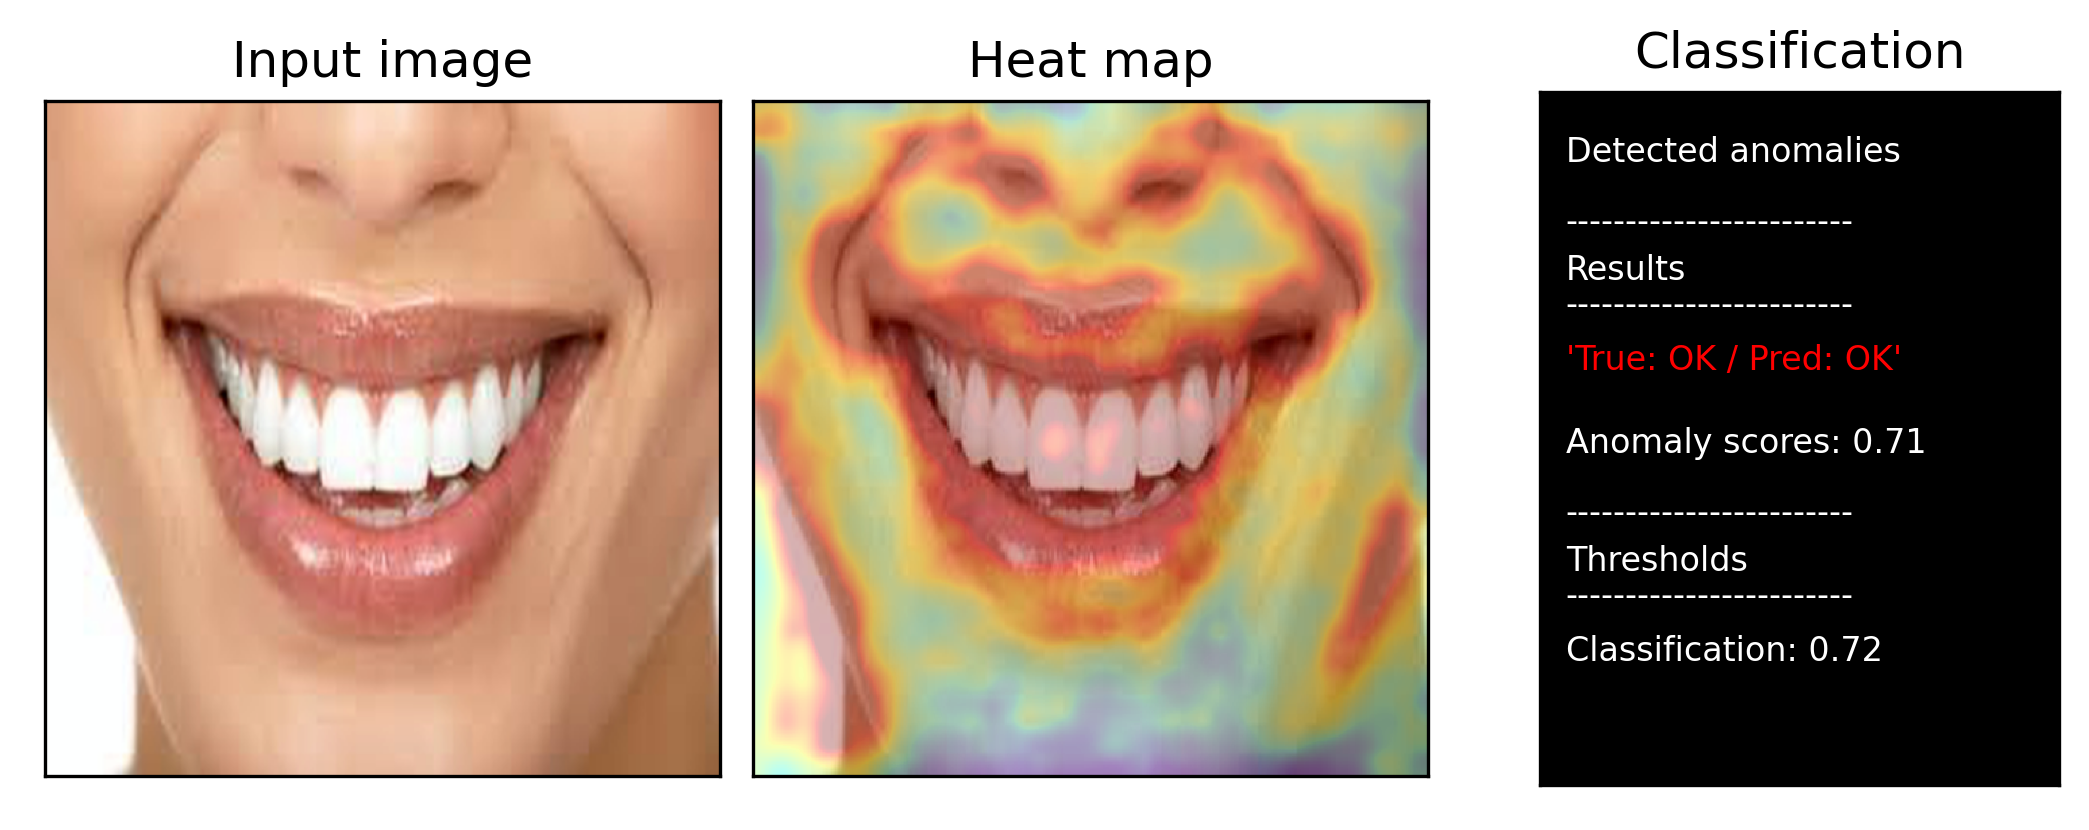 Input image
Heat map
Classification
Detected anomalies
------------------------
Results
------------------------
'True: OK / Pred: OK'
Anomaly scores: 0.71
------------------------
Thresholds
------------------------
Classification: 0.72